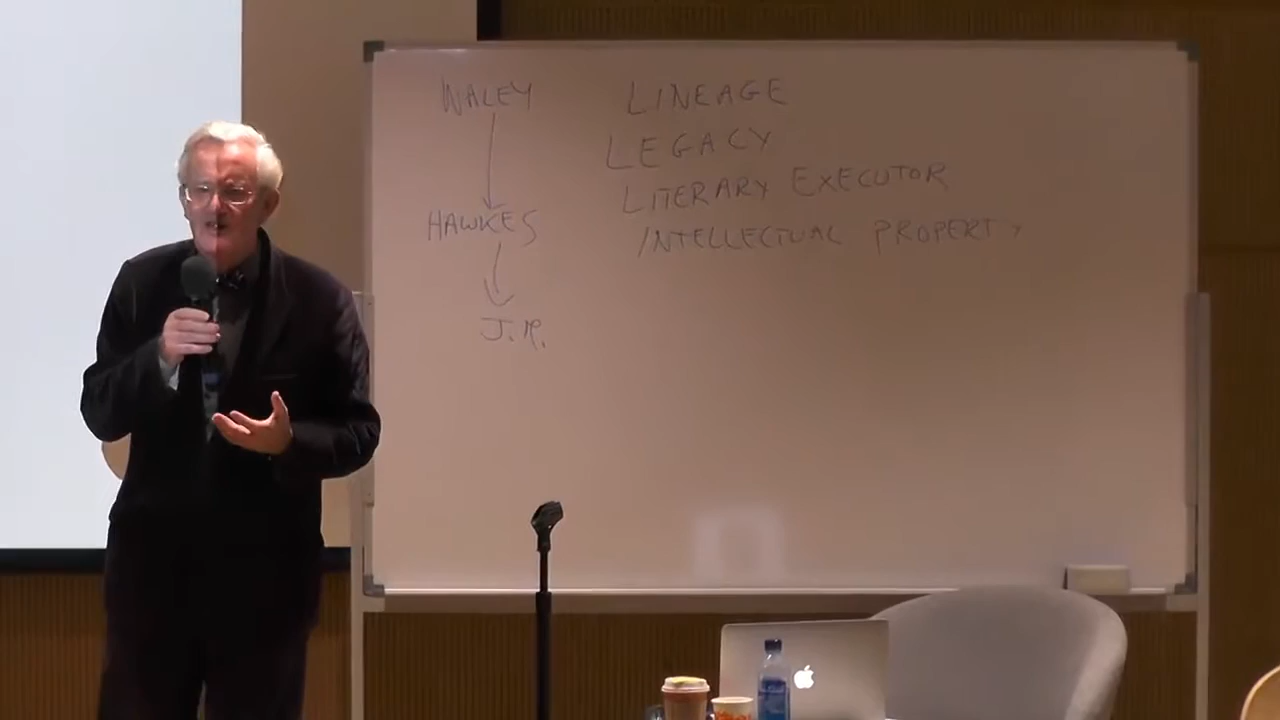 WALEY
HAWKES
J.M.
LINEAGE
LEGACY
LITERARY EXECUTOR
INTELLECTUAL PROPERTY